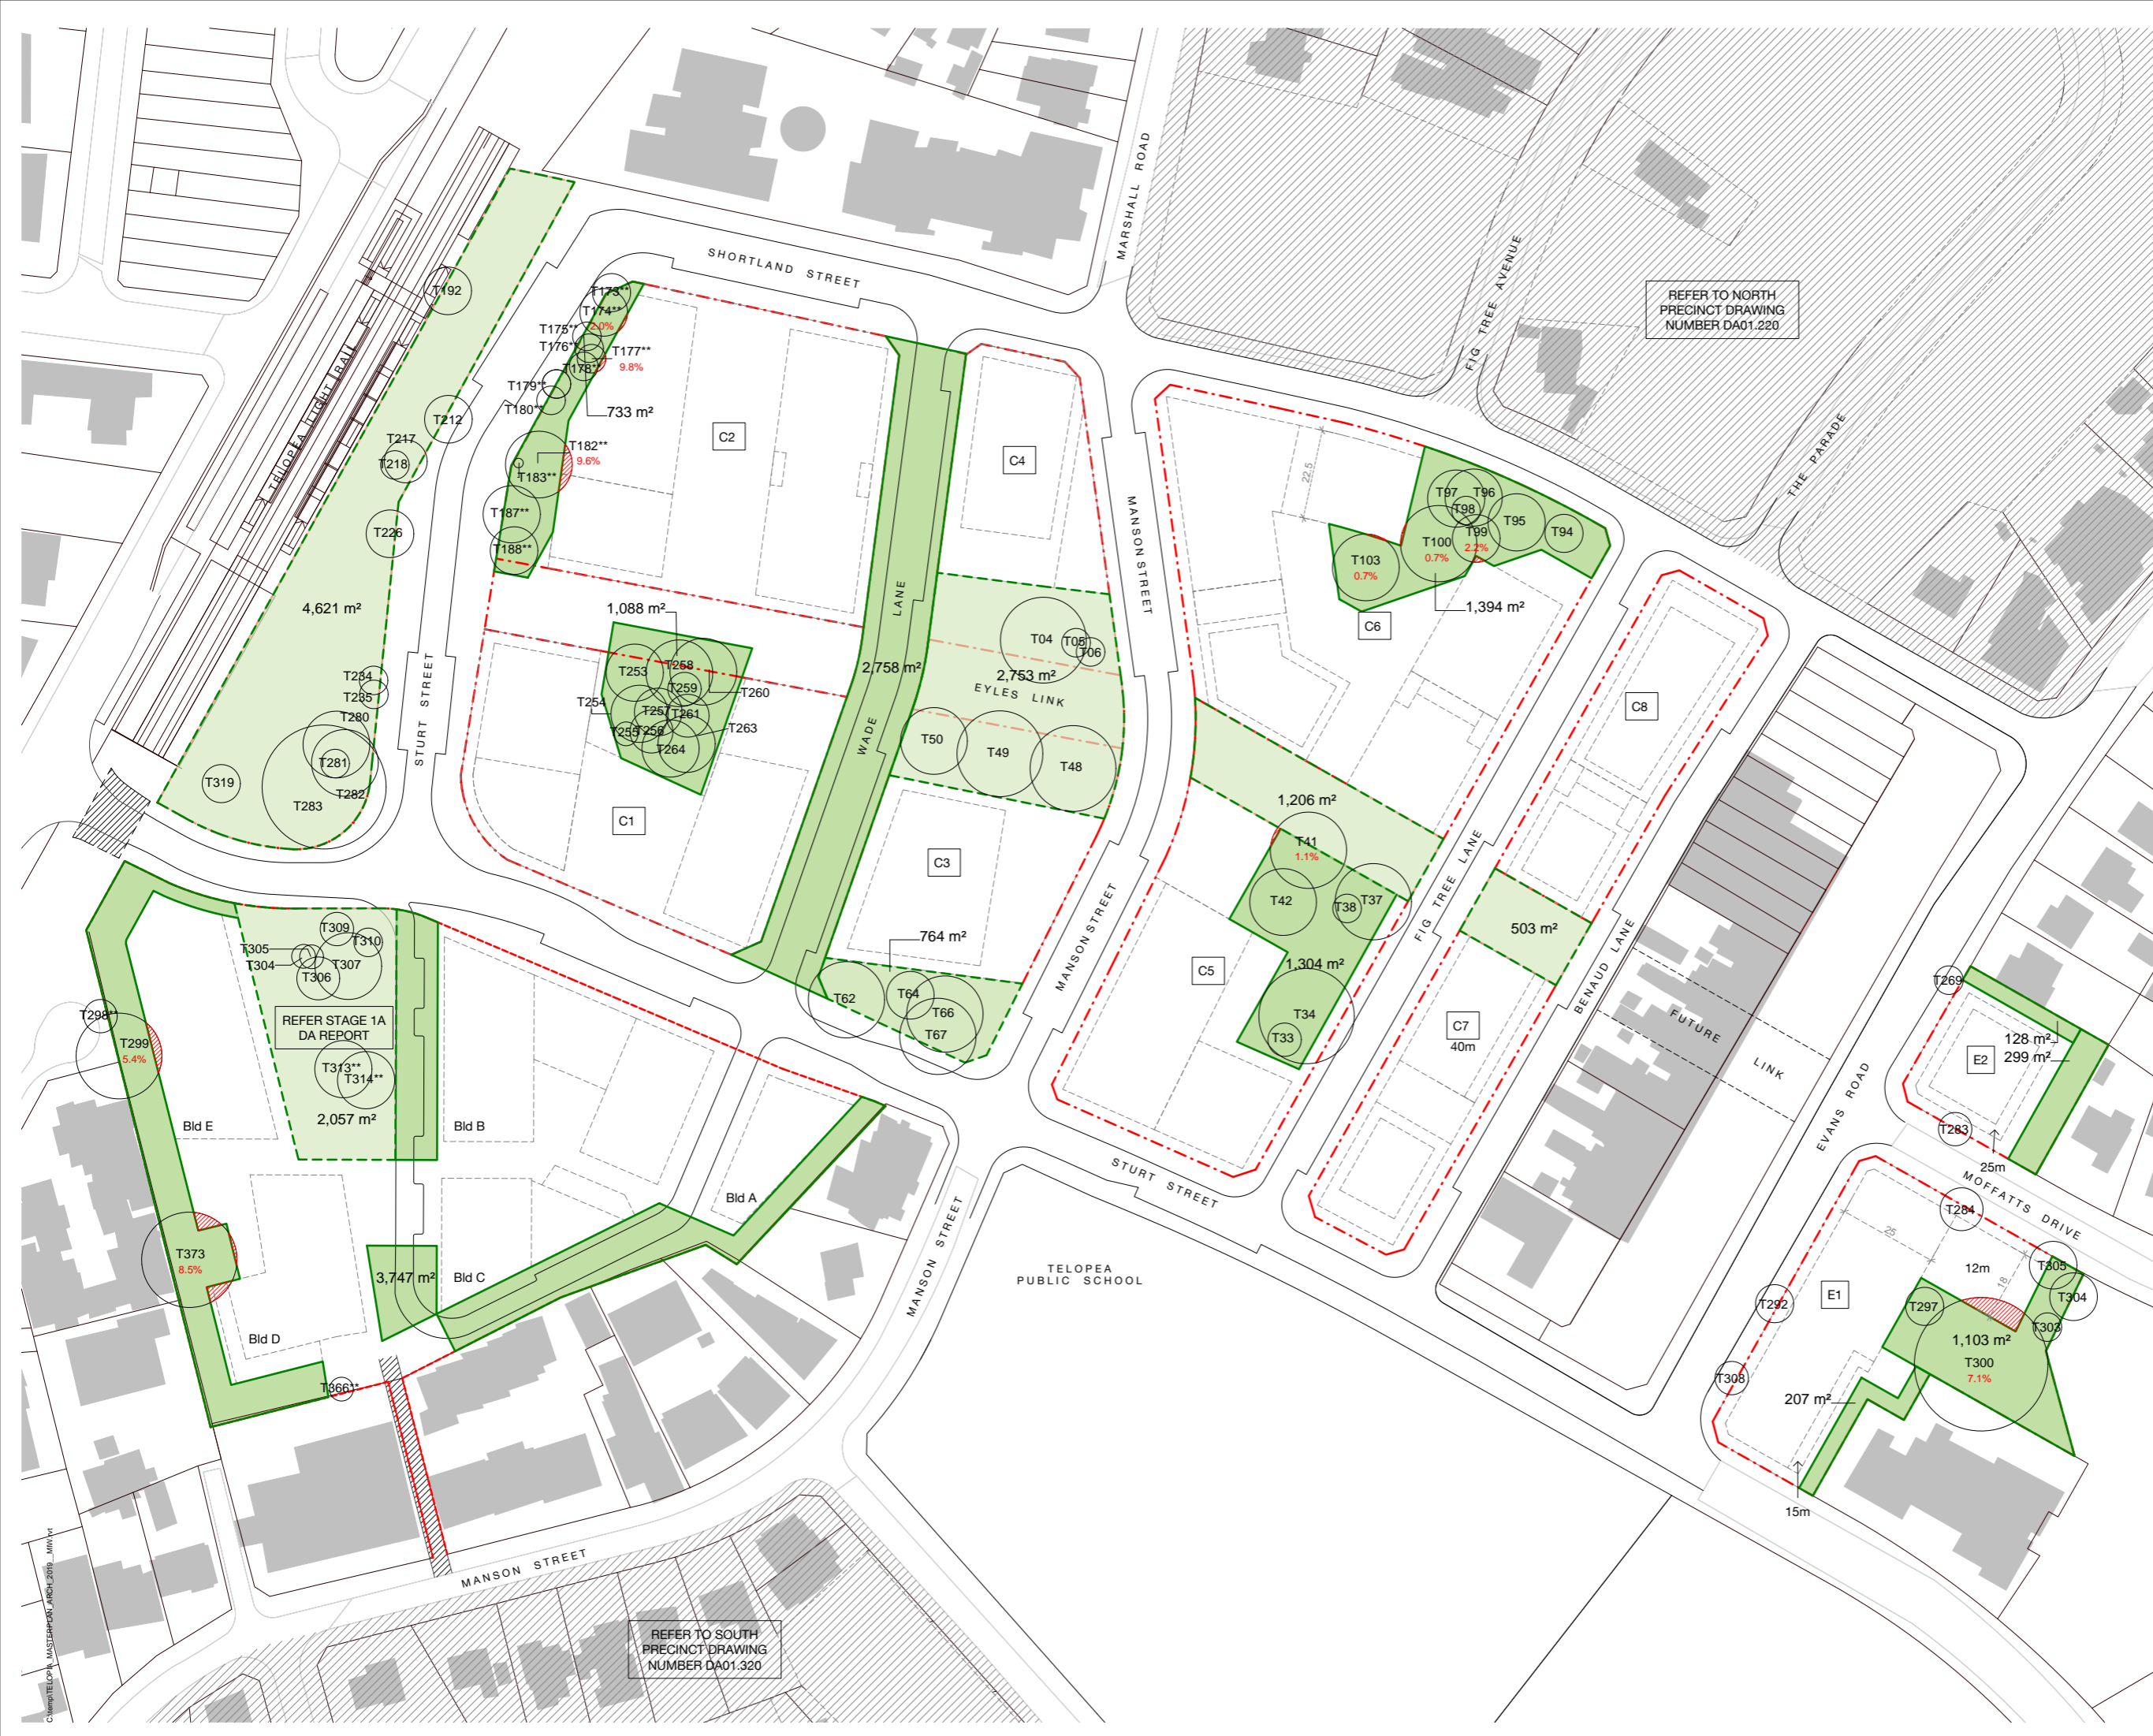 SHORTLAND STREET
MARSHALL ROAD
FIG TREE AVENUE
REFER TO NORTH
PRECINCT DRAWING
NUMBER DA01.220
THE PARADE
TELOPEA LIGHT RAIL
T192
T212
T217
T218
T226
4,621 m²
T234
T235
T280
T281
T282
T283
T319
STURT STREET
T173**
T174**
2.0%
T175**
T176**
T177**
9.8%
T178**
T179**
T180**
733 m²
T182**
9.6%
T183**
T187**
T188**
C2
C4
1,088 m²
T253
T258
T259
T260
T254
T257
T261
T255
T256
T263
T264
C1
WADE LANE
2,758 m²
T04
T05
T06
2,753 m²
EYLES LINK
T50
T49
T48
C3
764 m²
T62
T64
T66
T67
MANSON STREET
MANSON STREET
22.5
T97
T96
T98
T95
T94
T99
2.2%
T100
0.7%
T103
0.7%
1,394 m²
C6
C8
1,206 m²
T41
1.1%
T42
T38
T37
1,304 m²
T34
T33
C5
FIG TREE LANE
503 m²
C7
40m
BENAUD LANE
FUTURE LINK
EVANS ROAD
T269
128 m²
299 m²
E2
T283
25m
MOFFATTS DRIVE
T284
25
12m
18
T305
T304
T303
T292
E1
T297
1,103 m²
T300
7.1%
T308
207 m²
15m
STURT STREET
TELOPEA
PUBLIC SCHOOL
T309
T310
T305
T304
T307
T306
REFER STAGE 1A
DA REPORT
T298**
T299
5.4%
T313**
T314**
2,057 m²
Bld E
Bld B
Bld A
T373
8.5%
3,747 m²
Bld C
Bld D
T366**
MANSON STREET
MANSON STREET
REFER TO SOUTH
PRECINCT DRAWING
NUMBER DA01.320